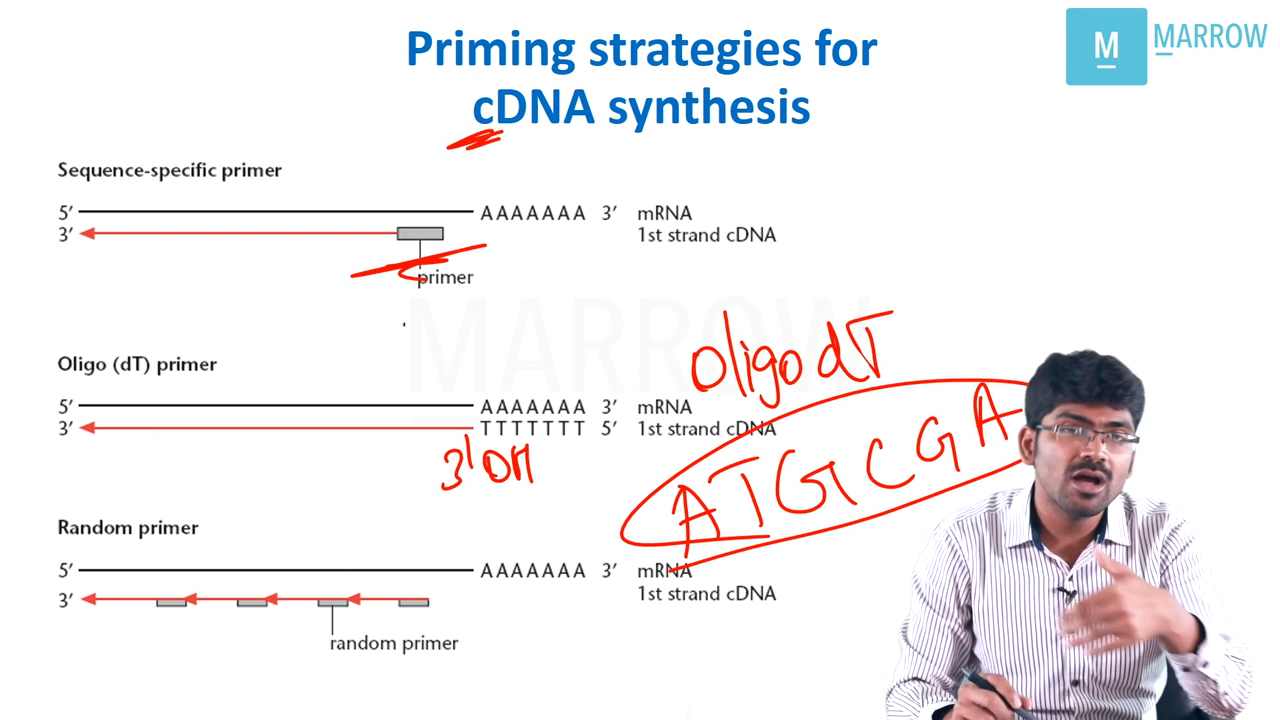 Priming strategies for
cDNA synthesis
M MARROW
Sequence-specific primer
5′ AAAAAAA 3′ mRNA
3′ 1st strand cDNA
primer
MARROW
Oligo dT
Oligo (dT) primer
5′ AAAAAAA 3′ mRNA
3′ TTTTTTT 5′ 1st strand cDNA
3' OH
ATGCGA
Random primer
5′ AAAAAAA 3′ mRNA
3′ 1st strand cDNA
random primer